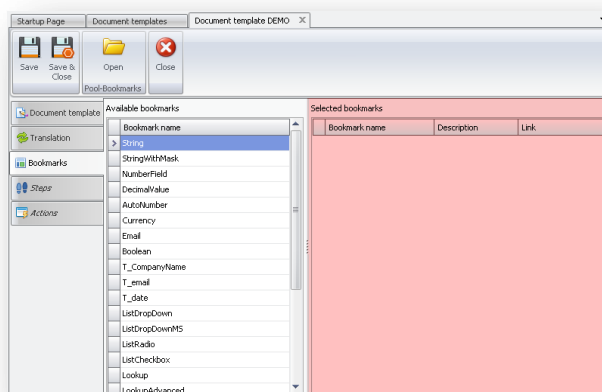 Startup Page
Document templates
Document template DEMO
Save
Save & Close
Open
Close
Pool-Bookmarks
Document template
Translation
Bookmarks
Steps
Actions
Available bookmarks
Bookmark name
String
StringWithMask
NumberField
DecimalValue
AutoNumber
Currency
Email
Boolean
T_CompanyName
T_email
T_date
ListDropDown
ListDropDownMS
ListRadio
ListCheckbox
Lookup
LookupAdvanced
Selected bookmarks
Bookmark name
Description
Link